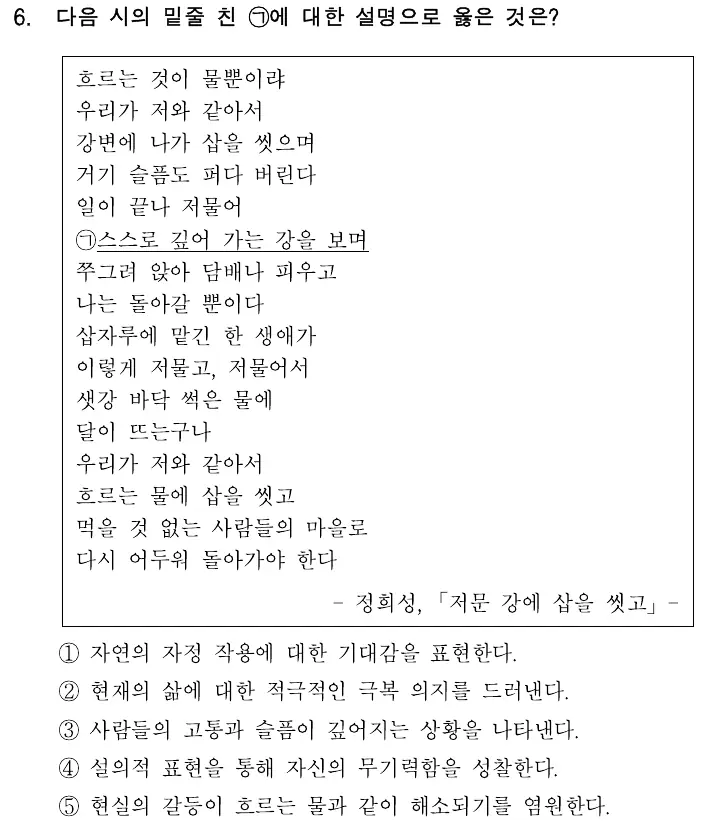 6. 다음 시의 밑줄 친 ㉠에 대한 설명으로 옳은 것은?
흐르는 것이 물뿐이랴
우리가 저와 같아서
강변에 나가 삽을 씻으며
거기 슬픔도 퍼다 버린다
일이 끝나 저물어
㉠스스로 깊어 가는 강을 보며
쭈그려 앉아 담배나 피우고
나는 돌아갈 뿐이다
삽자루에 맡긴 한 생애가
이렇게 저물고, 저물어서
샛강 바닥 썩은 물에
달이 뜨는구나
우리가 저와 같아서
흐르는 물에 삽을 씻고
먹을 것 없는 사람들의 마을로
다시 어두워 돌아가야 한다
- 정희성, 「저문 강에 삽을 씻고」-
① 자연의 자정 작용에 대한 기대감을 표현한다.
② 현재의 삶에 대한 적극적인 극복 의지를 드러낸다.
③ 사람들의 고통과 슬픔이 깊어지는 상황을 나타낸다.
④ 설의적 표현을 통해 자신의 무기력함을 성찰한다.
⑤ 현실의 갈등이 흐르는 물과 같이 해소되기를 염원한다.